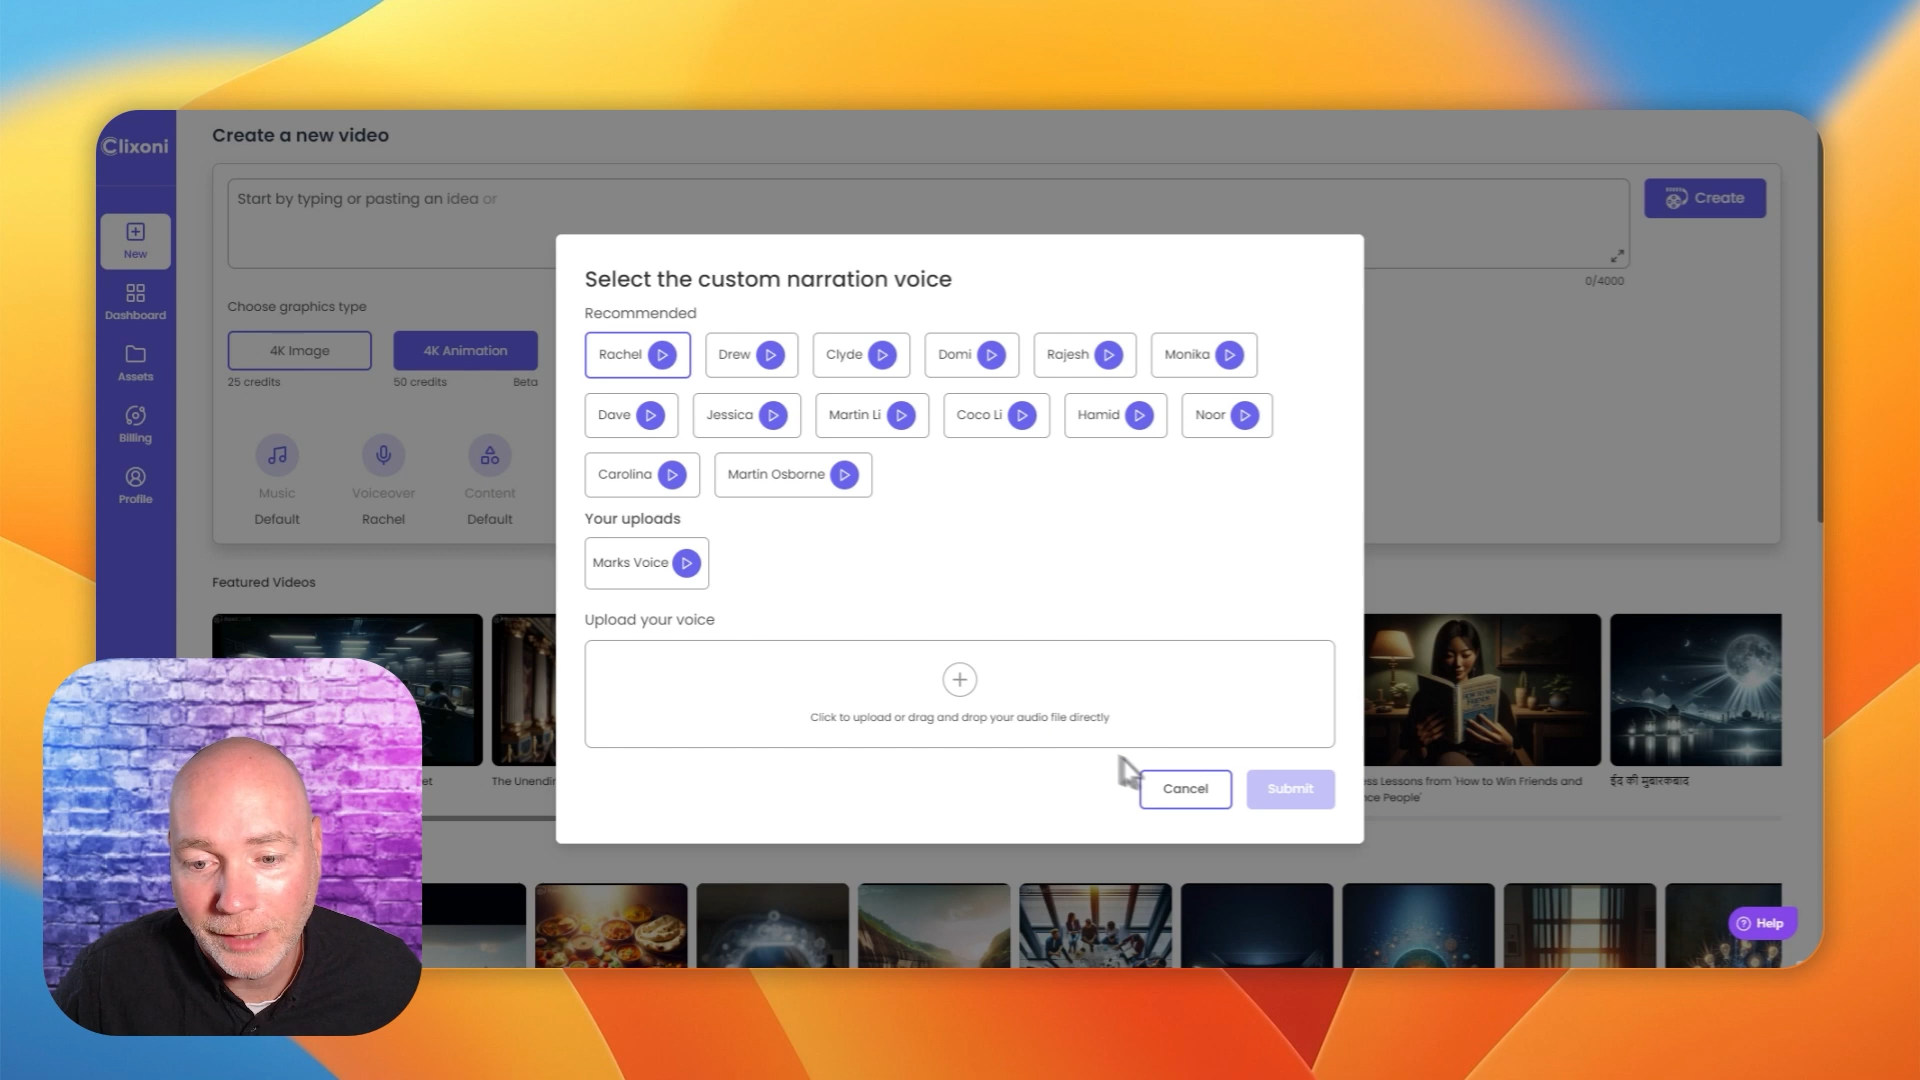 Clixoni
Create a new video
Start by typing or pasting an idea or
Create
0/4000
New
Dashboard
Assets
Billing
Profile
Choose graphics type
4K Image
4K Animation
25 credits
50 credits
Beta
Music
Voiceover
Content
Default
Rachel
Default
Select the custom narration voice
Recommended
Rachel
Drew
Clyde
Domi
Rajesh
Monika
Dave
Jessica
Martin Li
Coco Li
Hamid
Noor
Carolina
Martin Osborne
Your uploads
Marks Voice
Upload your voice
Click to upload or drag and drop your audio file directly
Cancel
Submit
Featured Videos
The
ss Lessons from 'How to Win Friends and
nce People'
ईद की मुबारकबाद
Help